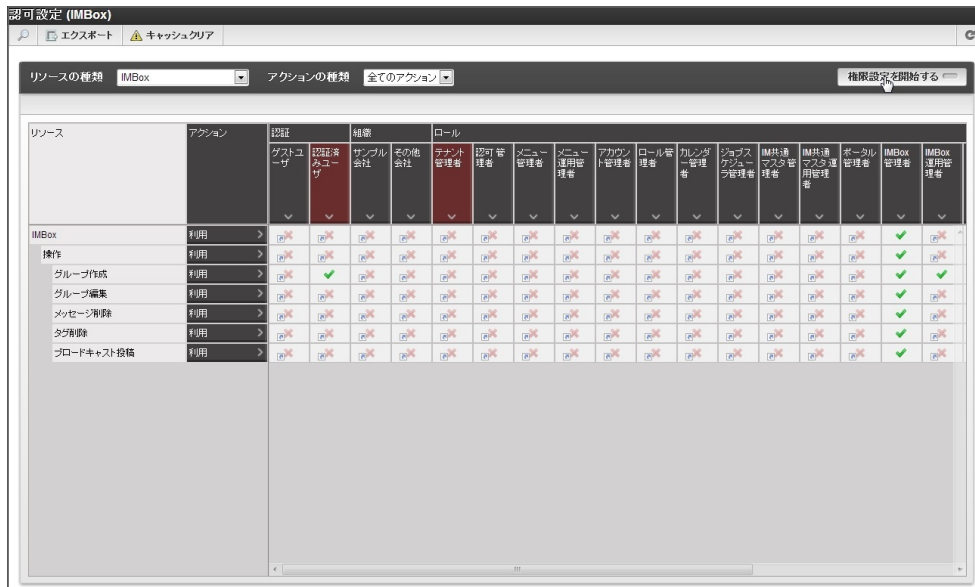 認可設定 (IMBox)
エクスポート キャッシュクリア
リソースの種類 IMBox アクションの種類 全てのアクション 権限設定を開始する
リソース アクション 認証 組織 ロール
ゲストユーザ 認証済みユーザ サンプル会社 その他会社 テナント管理者 認可管理者 メニュー管理者 メニュー運用管理者 アカウント管理者 ロール管理者 カレンダー管理者 ジョブスケジューラ管理者 IM共通マスタ管理者 IM共通マスタ運用管理者 ポータル管理者 IMBox管理者 IMBox運用管理者
IMBox 利用
操作 利用
グループ作成 利用
グループ編集 利用
メッセージ削除 利用
タグ削除 利用
ブロードキャスト投稿 利用